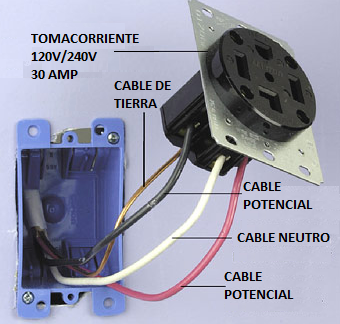 TOMACORRIENTE
120V/240V
30 AMP
CABLE DE
TIERRA
CABLE
POTENCIAL
CABLE NEUTRO
CABLE
POTENCIAL